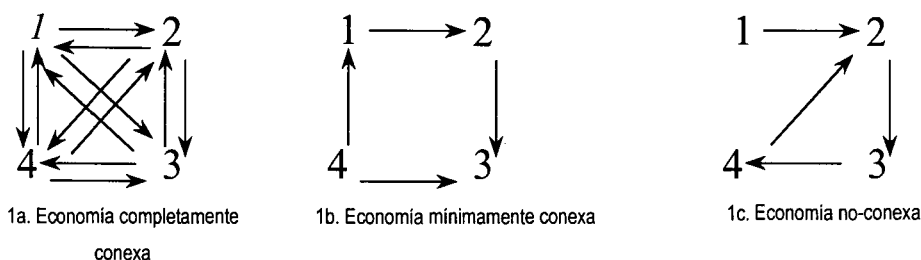 1 2 1 2 1 2
4 3 4 3 4 3
1a. Economía completamente
conexa
1b. Economía mínimamente conexa
1c. Economía no-conexa